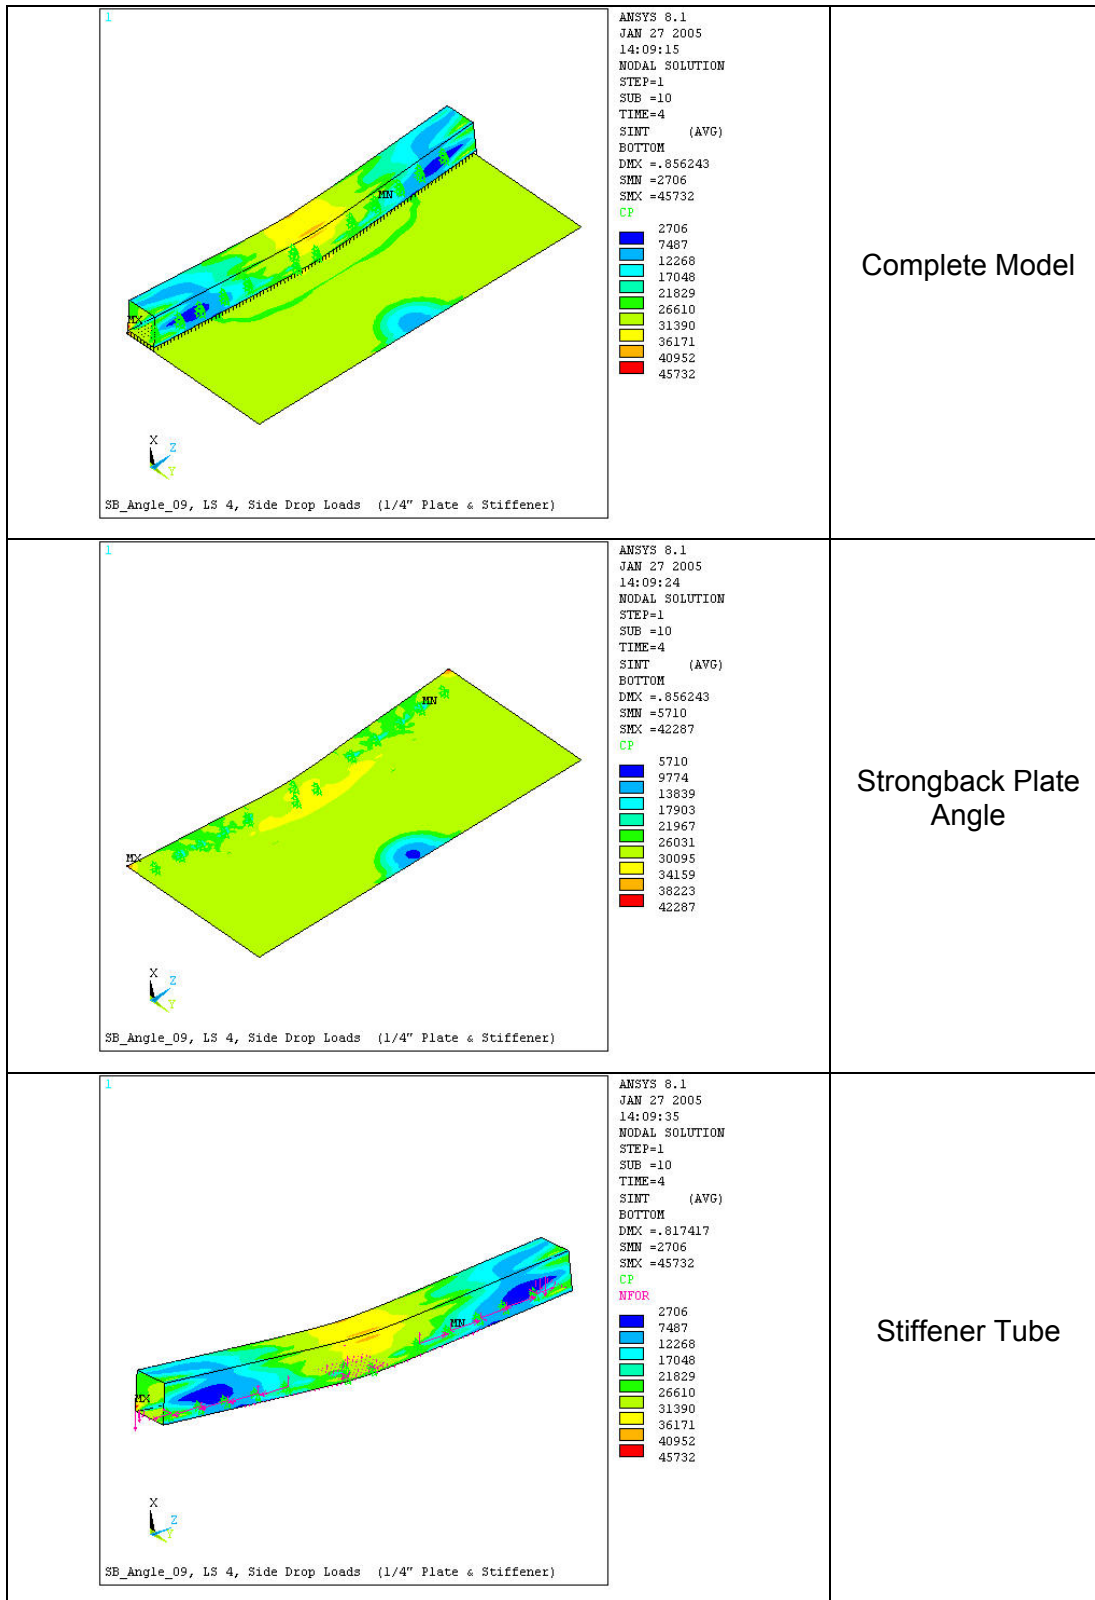 1
ANSYS 8.1
JAN 27 2005
14:09:15
NODAL SOLUTION
STEP=1
SUB =10
TIME=4
SINT (AVG)
BOTTOM
DMX =.856243
SMN =2706
SMX =45732
CP
2706
7487
12268
17048
21829
26610
31390
36171
40952
45732
MN
MX
X
Z
Y
SB_Angle_09, LS 4, Side Drop Loads (1/4" Plate & Stiffener)
Complete Model
1
ANSYS 8.1
JAN 27 2005
14:09:24
NODAL SOLUTION
STEP=1
SUB =10
TIME=4
SINT (AVG)
BOTTOM
DMX =.856243
SMN =5710
SMX =42287
CP
5710
9774
13839
17903
21967
26031
30095
34159
38223
42287
MN
MX
X
Z
Y
SB_Angle_09, LS 4, Side Drop Loads (1/4" Plate & Stiffener)
Strongback Plate
Angle
1
ANSYS 8.1
JAN 27 2005
14:09:35
NODAL SOLUTION
STEP=1
SUB =10
TIME=4
SINT (AVG)
BOTTOM
DMX =.817417
SMN =2706
SMX =45732
CP
NFOR
2706
7487
12268
17048
21829
26610
31390
36171
40952
45732
MN
MX
X
Z
Y
SB_Angle_09, LS 4, Side Drop Loads (1/4" Plate & Stiffener)
Stiffener Tube